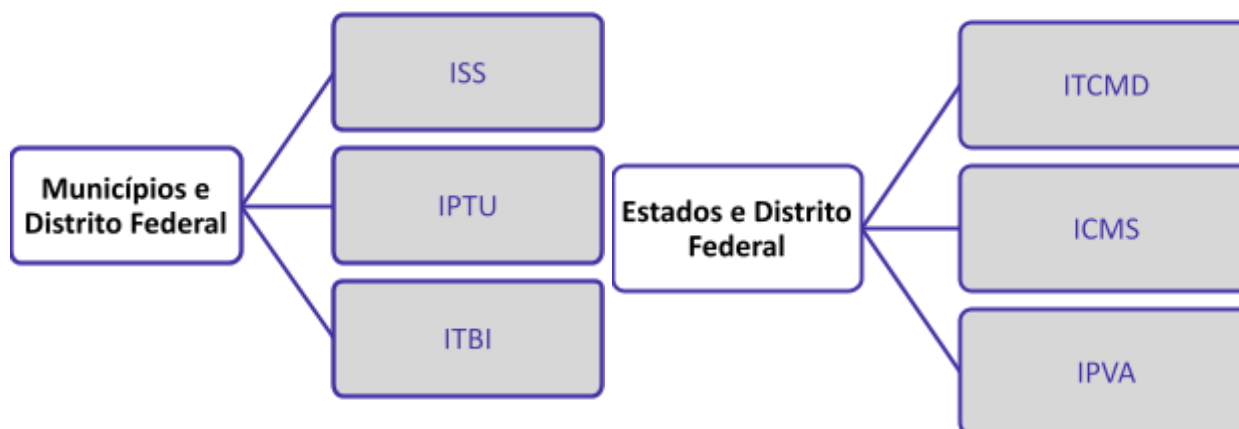 Municípios e
Distrito Federal
ISS
IPTU
ITBI
Estados e Distrito
Federal
ITCMD
ICMS
IPVA